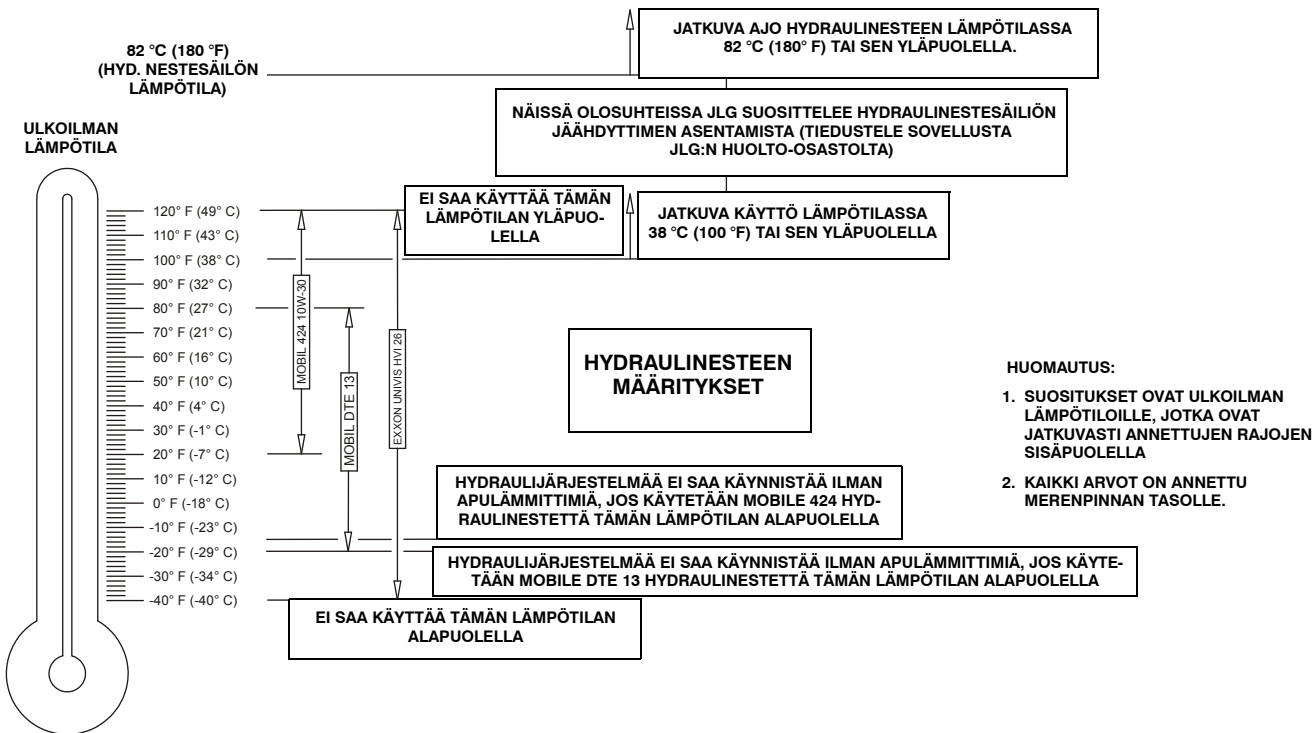 82 °C (180 °F)
(HYD. NESTESÄILÖN
LÄMPÖTILA)
JATKUVA AJO HYDRAULINESTEEN LÄMPÖTILASSA
82 °C (180° F) TAI SEN YLÄPUOLELLA.
NÄISSÄ OLOSUHTEISSA JLG SUOSITTELEE HYDRAULINESTESÄILIÖN
JÄÄHDYTTIMEN ASENTAMISTA (TIEDUSTELE SOVELLUSTA
JLG:N HUOLTO-OSASTOLTA)
ULKOILMAN
LÄMPÖTILA
EI SAA KÄYTTÄÄ TÄMÄN
LÄMPÖTILAN YLÄPUO-
LELLA
JATKUVA KÄYTTÖ LÄMPÖTILASSA
38 °C (100 °F) TAI SEN YLÄPUOLELLA
120° F (49° C)
110° F (43° C)
100° F (38° C)
90° F (32° C)
80° F (27° C)
70° F (21° C)
60° F (16° C)
50° F (10° C)
40° F (4° C)
30° F (-1° C)
20° F (-7° C)
10° F (-12° C)
0° F (-18° C)
-10° F (-23° C)
-20° F (-29° C)
-30° F (-34° C)
-40° F (-40° C)
MOBIL 424 10W-30
MOBIL DTE 13
EXXON UNIVIS HVI 26
HYDRAULINESTEEN
MÄÄRITYKSET
HUOMAUTUS:
1. SUOSITUKSET OVAT ULKOILMAN
LÄMPÖTILOILLE, JOTKA OVAT
JATKUVASTI ANNETTUJEN RAJOJEN
SISÄPUOLELLA
2. KAIKKI ARVOT ON ANNETTU
MERENPINNAN TASOLLE.
HYDRAULIJÄRJESTELMÄÄ EI SAA KÄYNNISTÄÄ ILMAN
APULÄMMITTIMIÄ, JOS KÄYTETÄÄN MOBILE 424 HYD-
RAULINESTETTÄ TÄMÄN LÄMPÖTILAN ALAPUOLELLA
HYDRAULIJÄRJESTELMÄÄ EI SAA KÄYNNISTÄÄ ILMAN APULÄMMITTIMIÄ, JOS KÄYTE-
TÄÄN MOBILE DTE 13 HYDRAULINESTETTÄ TÄMÄN LÄMPÖTILAN ALAPUOLELLA
EI SAA KÄYTTÄÄ TÄMÄN LÄMPÖTILAN
ALAPUOLELLA